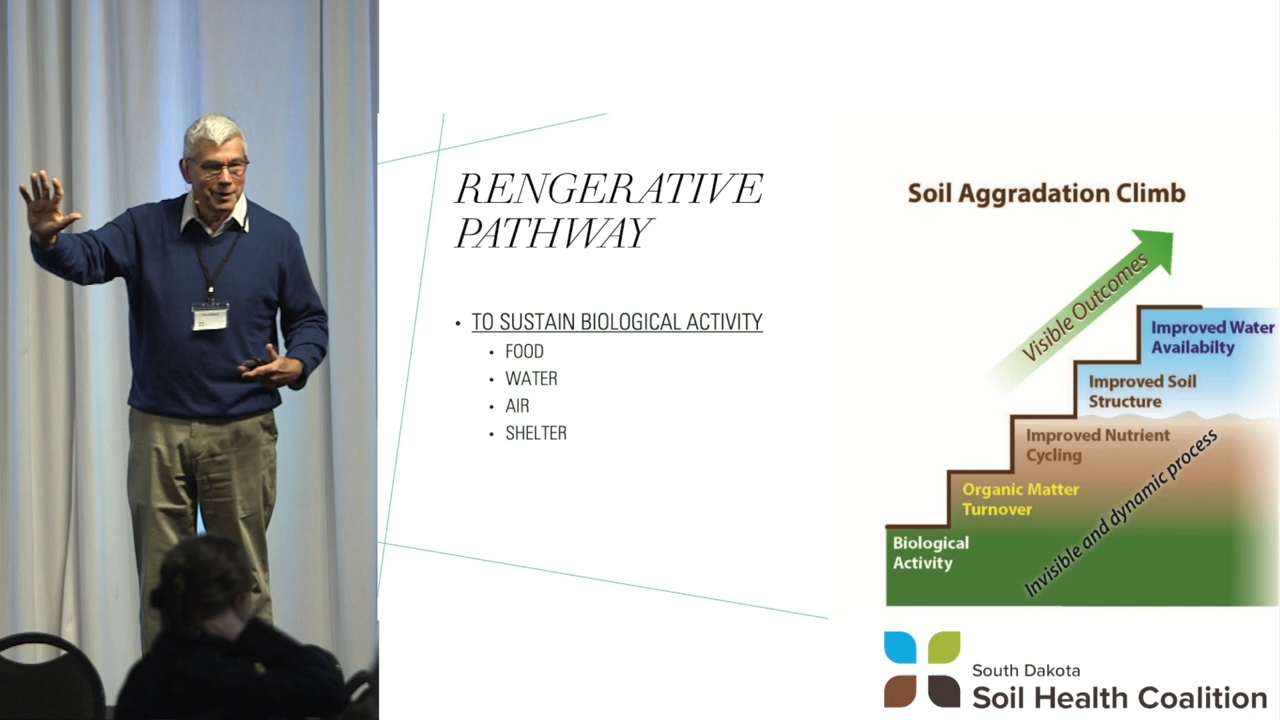 RENGERATIVE
PATHWAY
• TO SUSTAIN BIOLOGICAL ACTIVITY
• FOOD
• WATER
• AIR
• SHELTER
Soil Aggradation Climb
Visible Outcomes
Improved Water
Availabilty
Improved Soil
Structure
Improved Nutrient
Cycling
Organic Matter
Turnover
Biological
Activity
Invisible and dynamic process
South Dakota
Soil Health Coalition